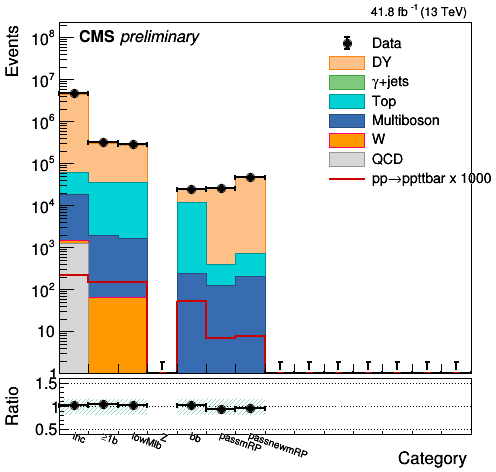 41.8 fb⁻¹ (13 TeV)
CMS preliminary
Events
10⁸
10⁷
10⁶
10⁵
10⁴
10³
10²
10
1
Data
DY
γ+jets
Top
Multiboson
W
QCD
pp→ppttbar x 1000
Ratio
1.5
1
0.5
inc
≥1b
lowMlb
Z
bb
passmRP
passnewmRP
Category